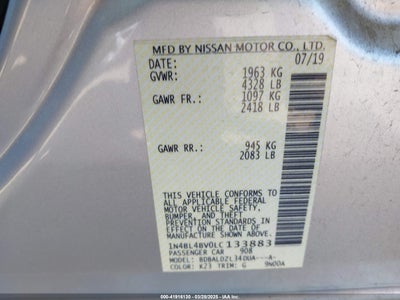 MFD BY NISSAN MOTOR CO., LTD.
DATE: 07/19
GVWR: 1963 KG
4328 LB
GAWR FR.: 1097 KG
2418 LB
GAWR RR.: 945 KG
2083 LB
THIS VEHICLE CONFORMS TO
ALL APPLICABLE FEDERAL
MOTOR VEHICLE SAFETY,
BUMPER, AND THEFT
PREVENTION STANDARDS IN
EFFECT ON THE DATE OF
MANUFACTURE SHOWN ABOVE.
1N4BL4BV0LC133883
PASSENGER CAR 908
MODEL:
COLOR: K23 TRIM: G
000-41916130 - 03/28/2025 - IAA